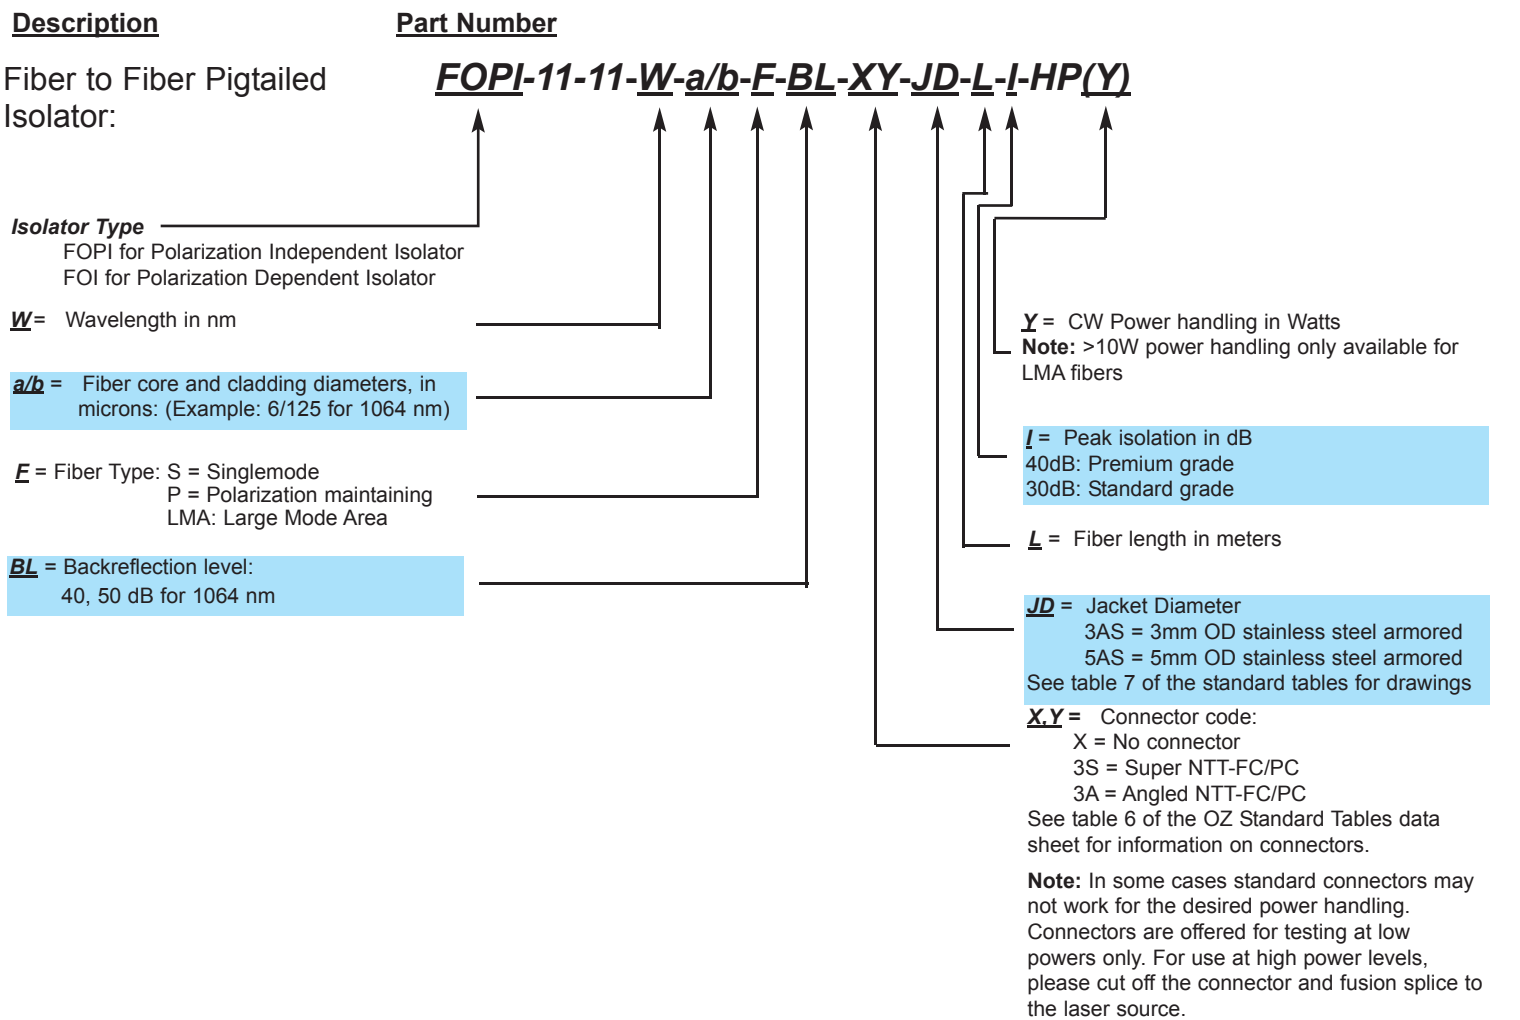 Description
Part Number
Fiber to Fiber Pigtailed
Isolator:
FOPI-11-11-W-a/b-F-BL-XY-JD-L-I-HP(Y)
Isolator Type
FOPI for Polarization Independent Isolator
FOI for Polarization Dependent Isolator
W= Wavelength in nm
a/b = Fiber core and cladding diameters, in
microns: (Example: 6/125 for 1064 nm)
F = Fiber Type: S = Singlemode
P = Polarization maintaining
LMA: Large Mode Area
BL = Backreflection level:
40, 50 dB for 1064 nm
Y = CW Power handling in Watts
Note: >10W power handling only available for
LMA fibers
I = Peak isolation in dB
40dB: Premium grade
30dB: Standard grade
L = Fiber length in meters
JD = Jacket Diameter
3AS = 3mm OD stainless steel armored
5AS = 5mm OD stainless steel armored
See table 7 of the standard tables for drawings
X,Y = Connector code:
X = No connector
3S = Super NTT-FC/PC
3A = Angled NTT-FC/PC
See table 6 of the OZ Standard Tables data
sheet for information on connectors.
Note: In some cases standard connectors may
not work for the desired power handling.
Connectors are offered for testing at low
powers only. For use at high power levels,
please cut off the connector and fusion splice to
the laser source.